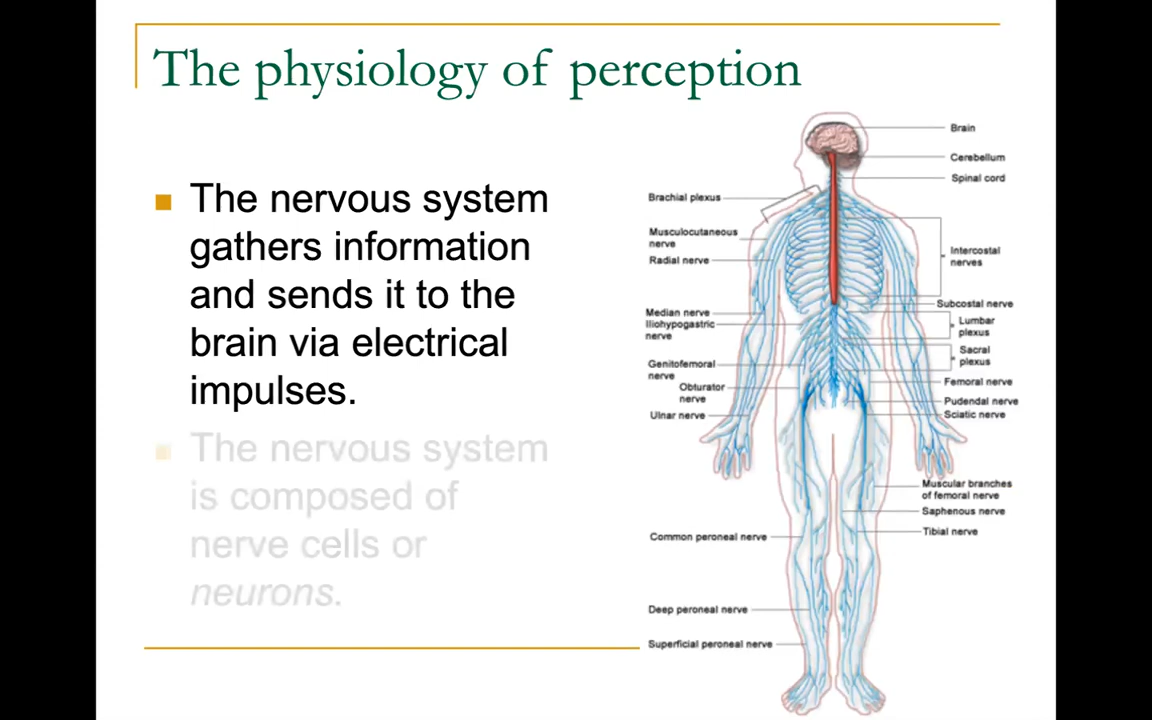 The physiology of perception
The nervous system
gathers information
and sends it to the
brain via electrical
impulses.
The nervous system
is composed of
nerve cells or
neurons.
Brachial plexus
Musculocutaneous
nerve
Radial nerve
Median nerve
Iliohypogastric
nerve
Genitofemoral
nerve
Obturator
nerve
Ulnar nerve
Common peroneal nerve
Deep peroneal nerve
Superficial peroneal nerve
Brain
Cerebellum
Spinal cord
Intercostal
nerves
Subcostal nerve
Lumbar
plexus
Sacral
plexus
Femoral nerve
Pudendal nerve
Sciatic nerve
Muscular branches
of femoral nerve
Saphenous nerve
Tibial nerve